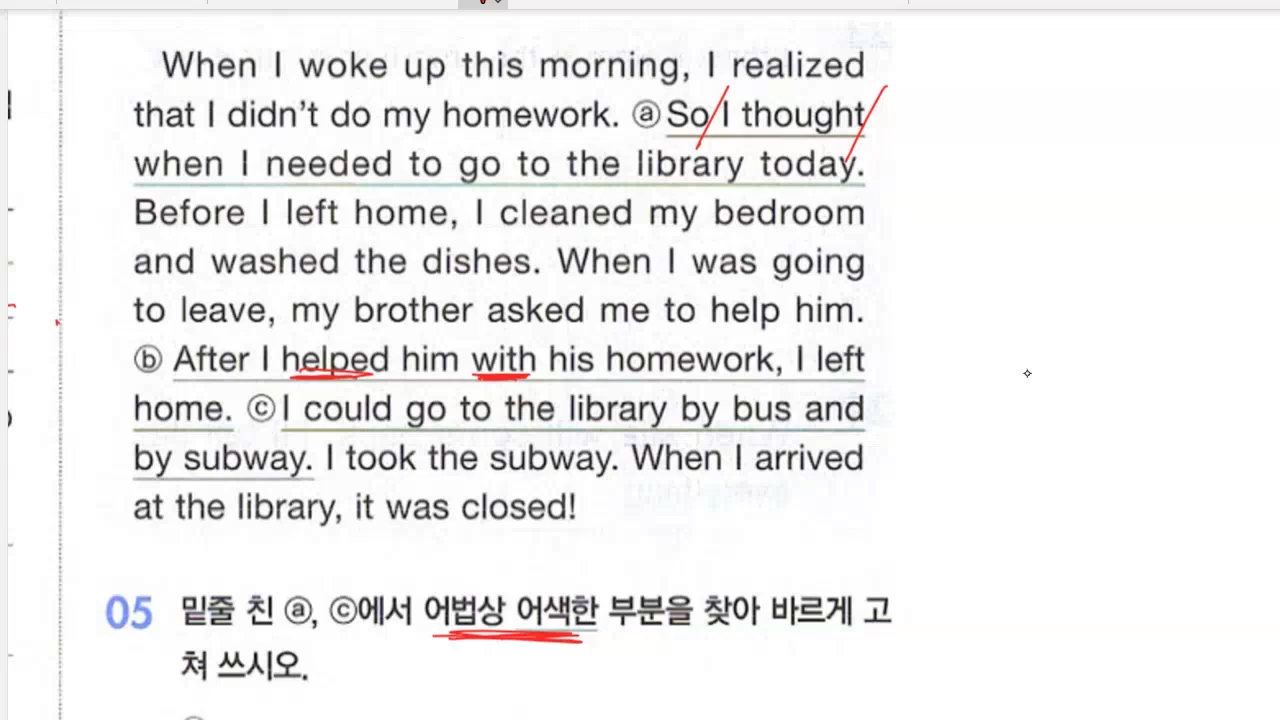 When I woke up this morning, I realized
that I didn't do my homework. ⓐ So I thought
when I needed to go to the library today.
Before I left home, I cleaned my bedroom
and washed the dishes. When I was going
to leave, my brother asked me to help him.
ⓑ After I helped him with his homework, I left
home. ⓒ I could go to the library by bus and
by subway. I took the subway. When I arrived
at the library, it was closed!
05 밑줄 친 ⓐ, ⓒ에서 어법상 어색한 부분을 찾아 바르게 고
쳐 쓰시오.